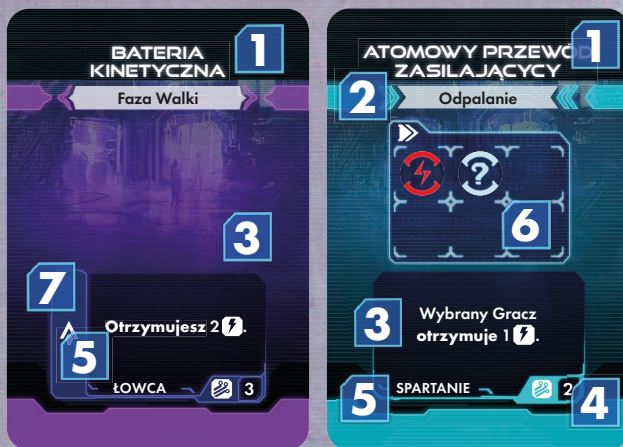 BATERIA
KINETYCZNA
1
Faza Walki
3
7
Otrzymujesz 2.
5
ŁOWCA
3
ATOMOWY PRZEWÓD
ZASILAJĄCYCY
1
2
Odpalanie
?
6
3
Wybrany Gracz
otrzymuje 1.
5
SPARTANIE
2
4